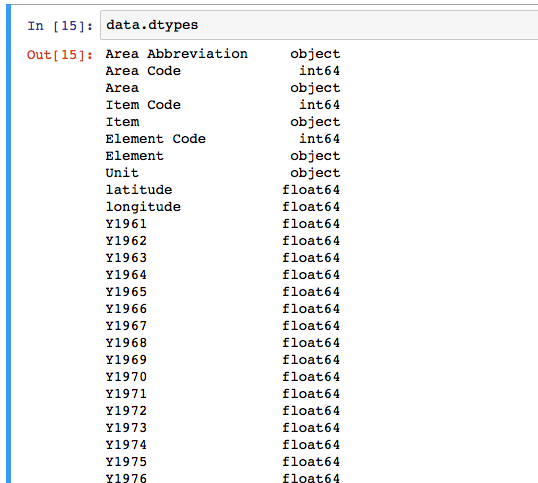 In [15]: data.dtypes
Out[15]: Area Abbreviation object
Area Code int64
Area object
Item Code int64
Item object
Element Code int64
Element object
Unit object
latitude float64
longitude float64
Y1961 float64
Y1962 float64
Y1963 float64
Y1964 float64
Y1965 float64
Y1966 float64
Y1967 float64
Y1968 float64
Y1969 float64
Y1970 float64
Y1971 float64
Y1972 float64
Y1973 float64
Y1974 float64
Y1975 float64
Y1976 float64